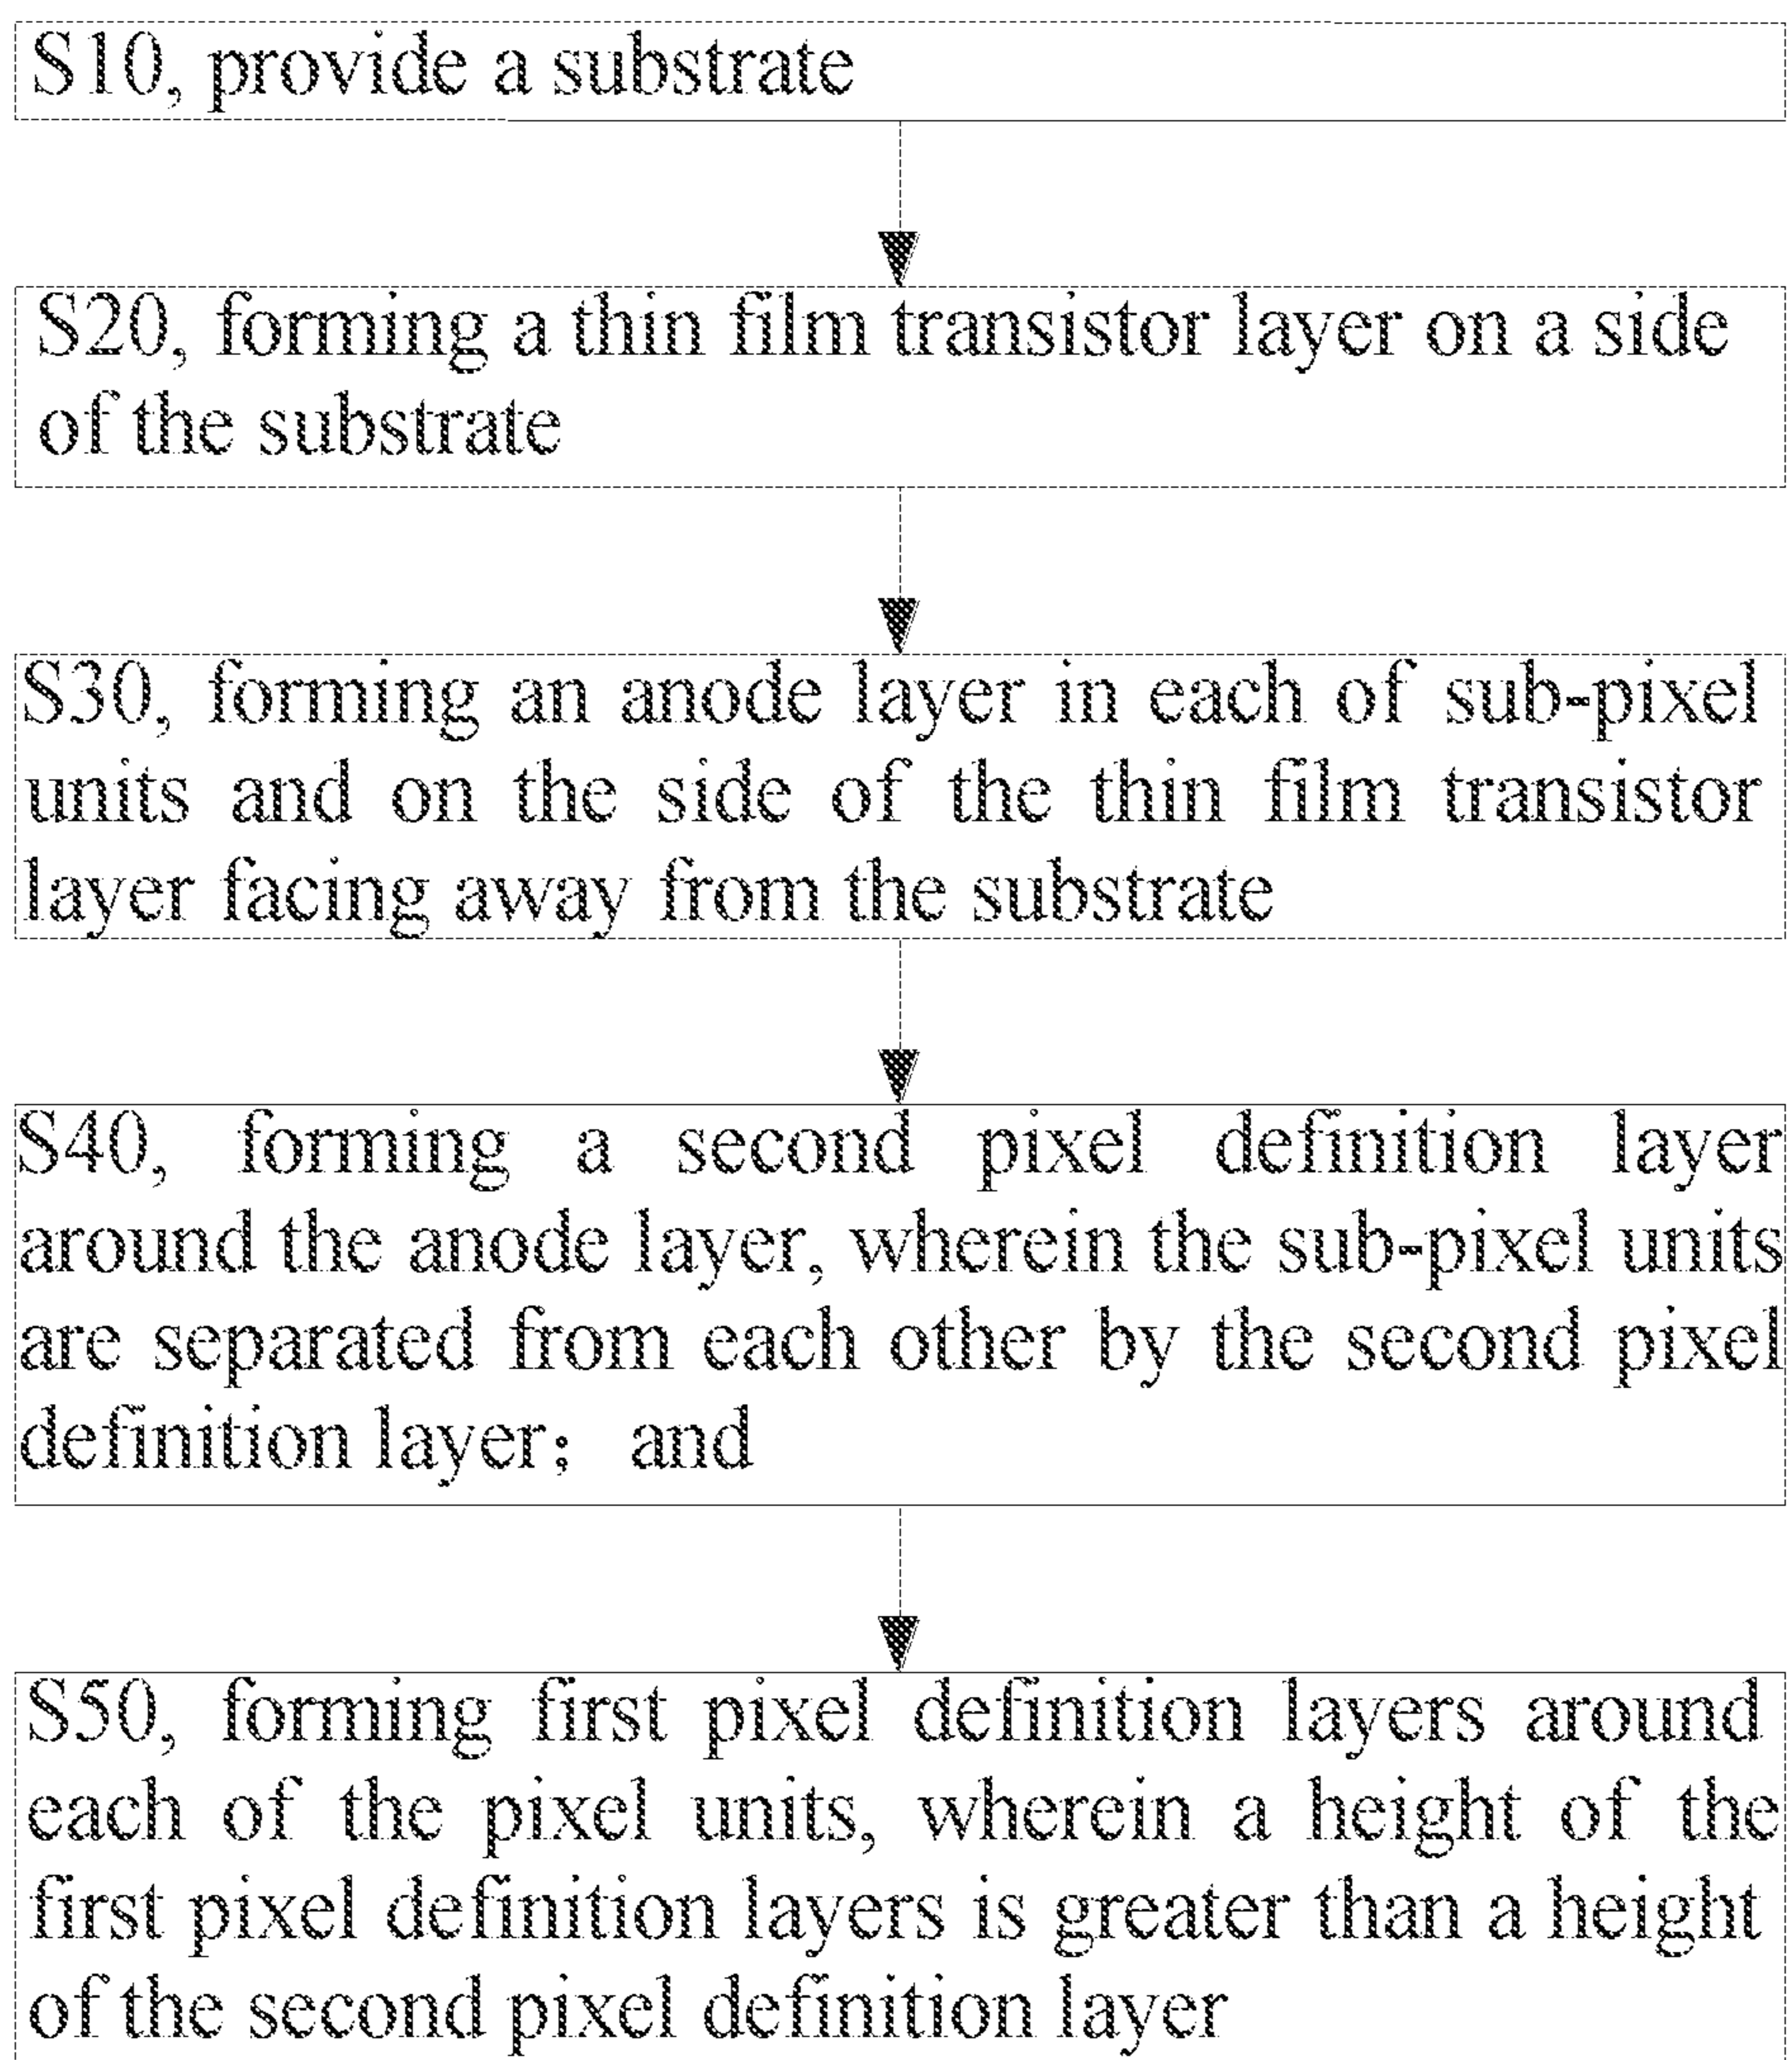 S10, provide a substrate
S20, forming a thin film transistor layer on a side
of the substrate
S30, forming an anode layer in each of sub-pixel
units and on the side of the thin film transistor
layer facing away from the substrate
S40, forming a second pixel definition layer
around the anode layer, wherein the sub-pixel units
are separated from each other by the second pixel
definition layer; and
S50, forming first pixel definition layers around
each of the pixel units, wherein a height of the
first pixel definition layers is greater than a height
of the second pixel definition layer